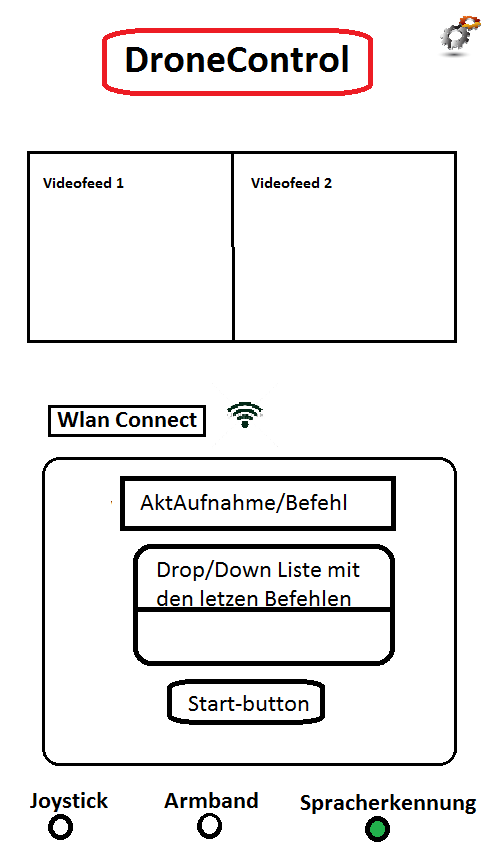 DroneControl
Videofeed 1
Videofeed 2
Wlan Connect
AktAufnahme/Befehl
Drop/Down Liste mit
den letzen Befehlen
Start-button
Joystick
Armband
Spracherkennung